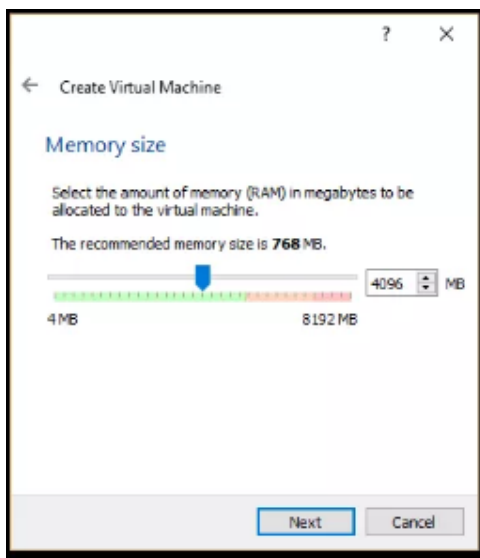 ?
Create Virtual Machine
Memory size
Select the amount of memory (RAM) in megabytes to be
allocated to the virtual machine.
The recommended memory size is 768 MB.
4096 MB
4 MB 8192 MB
Next Cancel